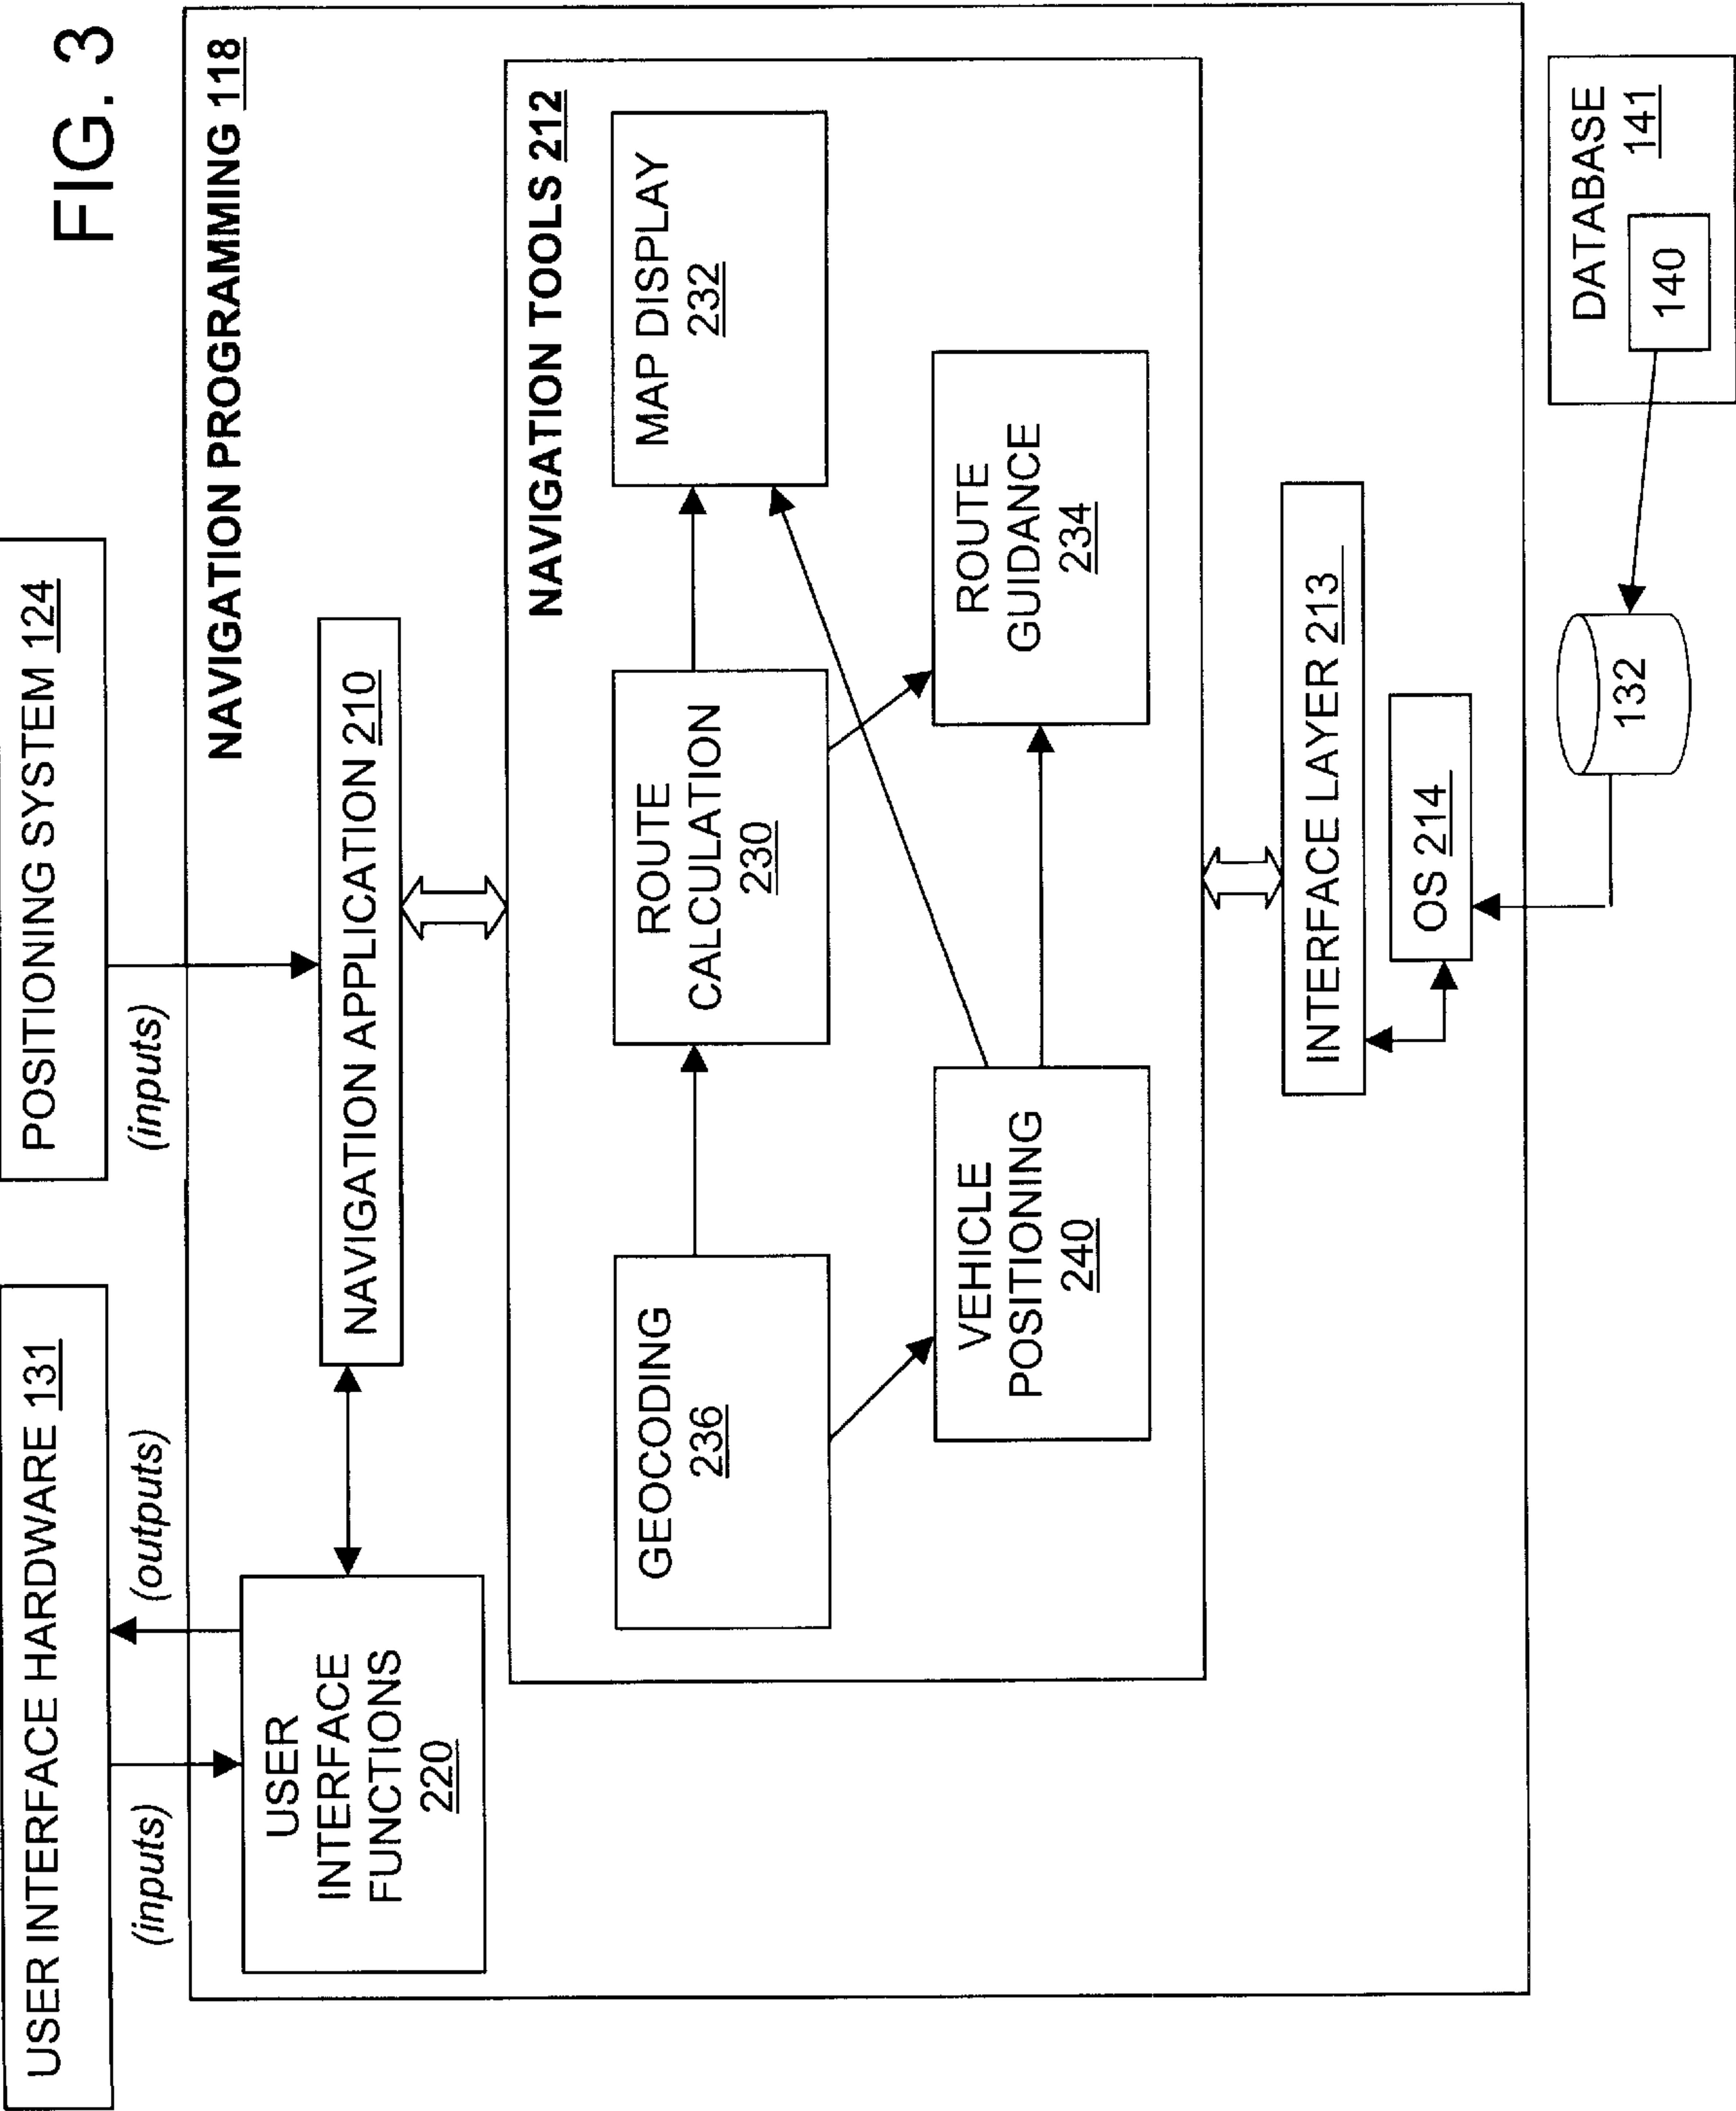 FIG. 3
USER INTERFACE HARDWARE 131
POSITIONING SYSTEM 124
(inputs)
(outputs)
(inputs)
NAVIGATION PROGRAMMING 118
USER
INTERFACE
FUNCTIONS
220
NAVIGATION APPLICATION 210
NAVIGATION TOOLS 212
GEOCODING
236
ROUTE
CALCULATION
230
MAP DISPLAY
232
VEHICLE
POSITIONING
240
ROUTE
GUIDANCE
234
INTERFACE LAYER 213
OS 214
132
DATABASE
141
140